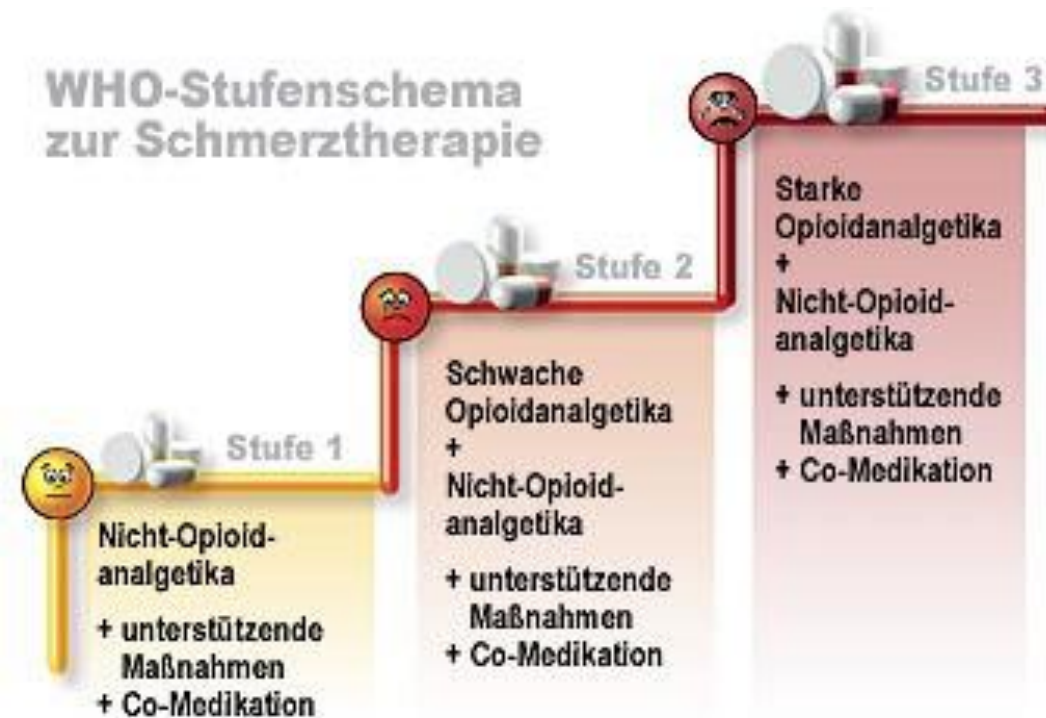 WHO-Stufenschema
zur Schmerztherapie
Stufe 1
Nicht-Opioid-
analgetika
+ unterstützende
Maßnahmen
+ Co-Medikation
Stufe 2
Schwache
Opioidanalgetika
+
Nicht-Opioid-
analgetika
+ unterstützende
Maßnahmen
+ Co-Medikation
Stufe 3
Starke
Opioidanalgetika
+
Nicht-Opioid-
analgetika
+ unterstützende
Maßnahmen
+ Co-Medikation